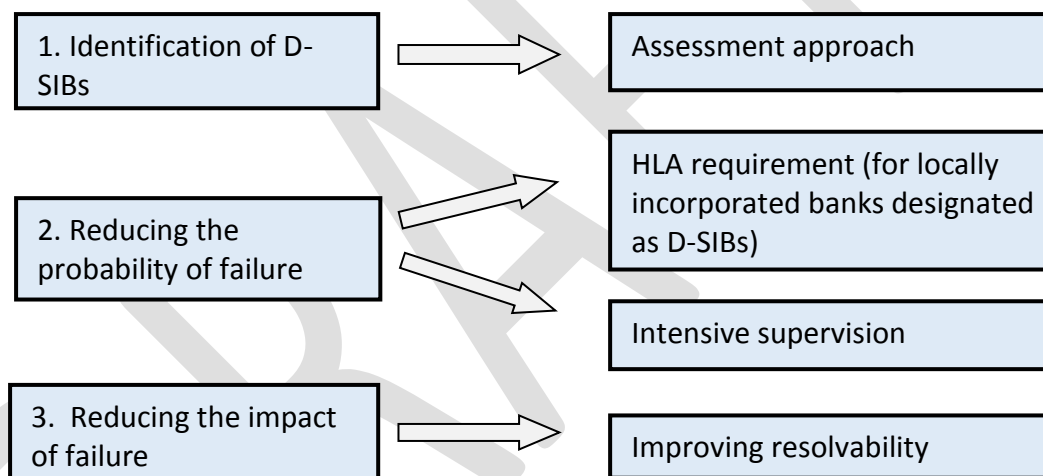 1. Identification of D-
SIBs
Assessment approach
2. Reducing the
probability of failure
HLA requirement (for locally
incorporated banks designated
as D-SIBs)
Intensive supervision
3. Reducing the impact
of failure
Improving resolvability